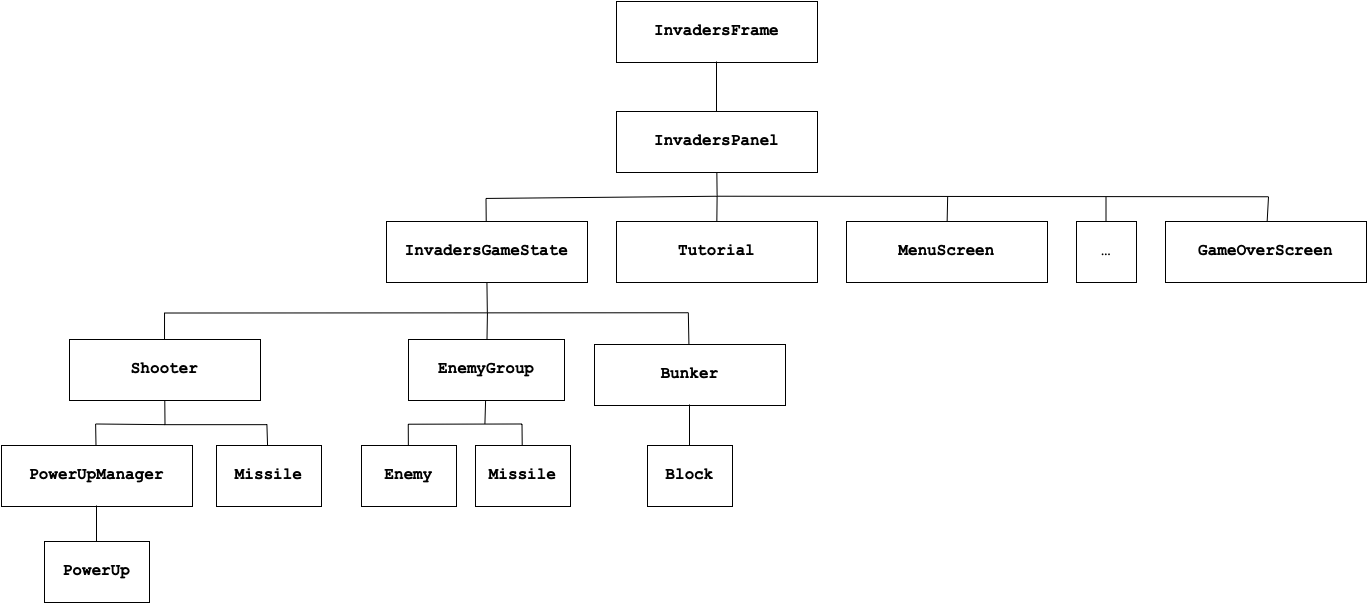 InvadersFrame
InvadersPanel
InvadersGameState
Tutorial
MenuScreen
…
GameOverScreen
Shooter
EnemyGroup
Bunker
PowerUpManager
Missile
Enemy
Missile
Block
PowerUp